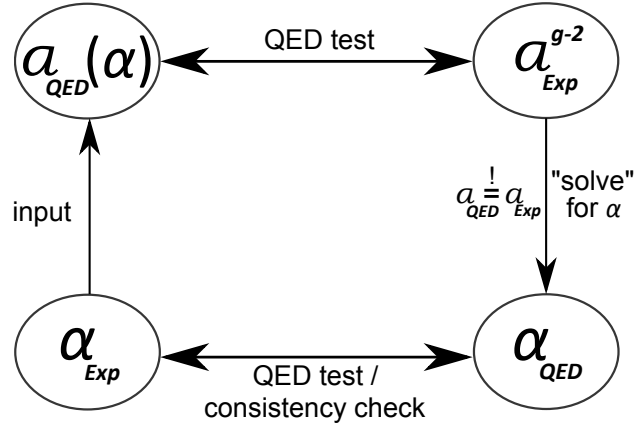 a_QED(α)
QED test
a_Exp^g-2
input
a_QED =^! a_Exp
"solve"
for α
α_Exp
QED test /
consistency check
α_QED